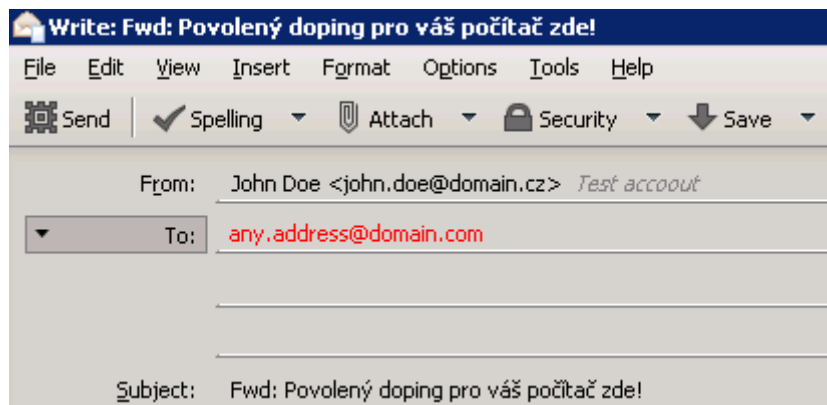 Write: Fwd: Povolený doping pro váš počítač zde!
File Edit View Insert Format Options Tools Help
Send Spelling Attach Security Save
From: John Doe <john.doe@domain.cz> Test accoout
To: any.address@domain.com
Subject: Fwd: Povolený doping pro váš počítač zde!